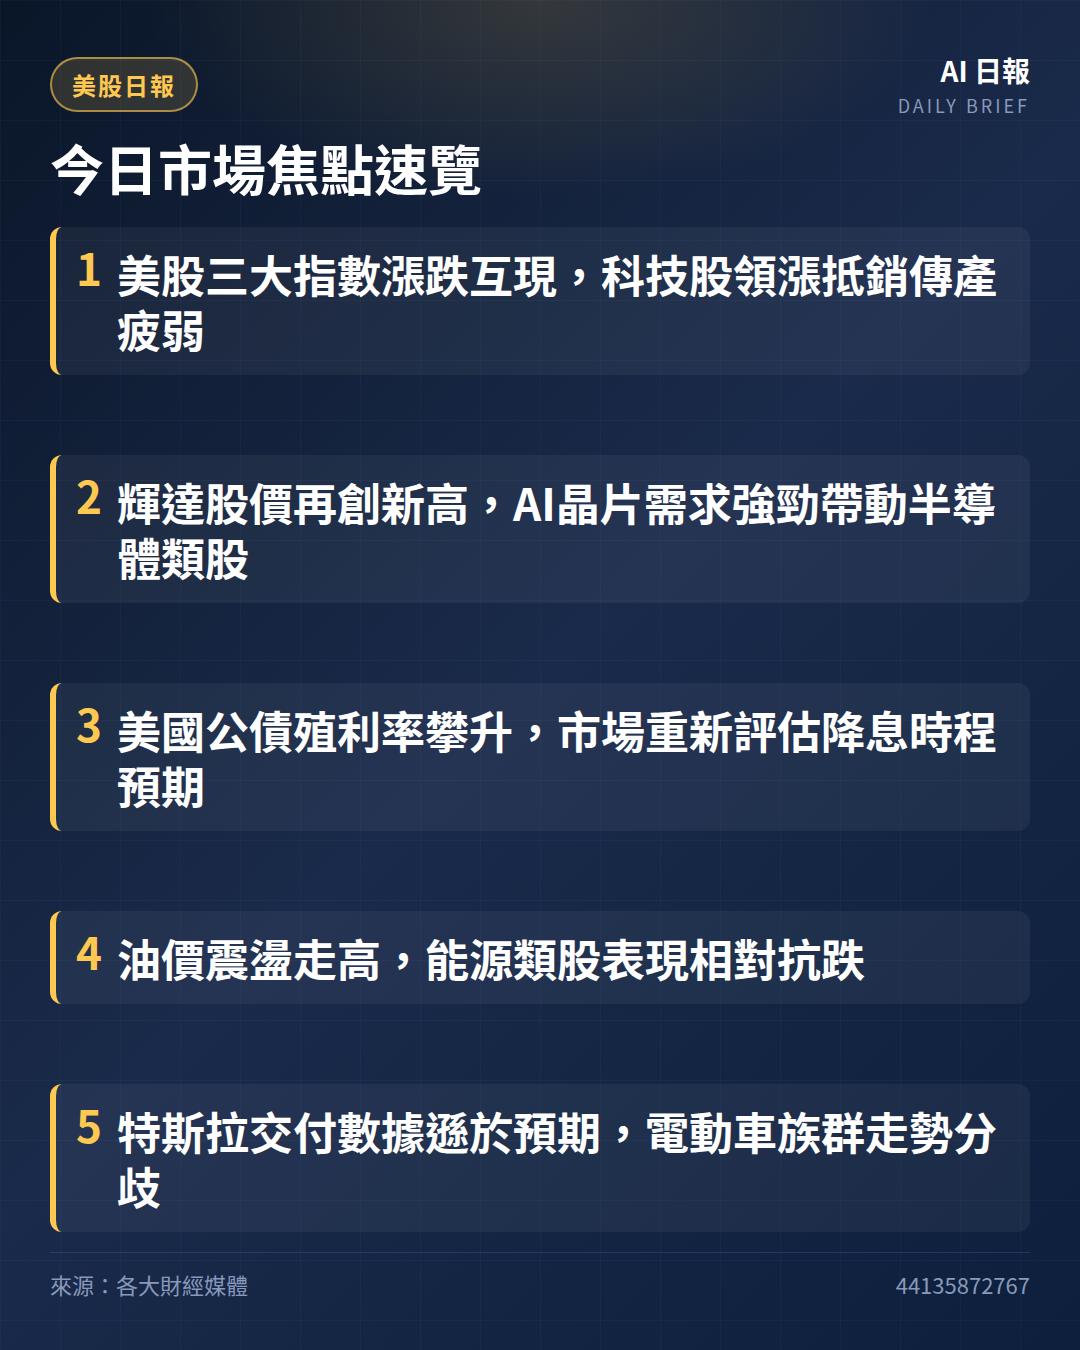 美股日報
AI 日報
DAILY BRIEF
今日市場焦點速覽
1 美股三大指數漲跌互現，科技股領漲抵銷傳產
疲弱
2 輝達股價再創新高，AI晶片需求強勁帶動半導
體類股
3 美國公債殖利率攀升，市場重新評估降息時程
預期
4 油價震盪走高，能源類股表現相對抗跌
5 特斯拉交付數據遜於預期，電動車族群走勢分
歧
來源：各大財經媒體
44135872767